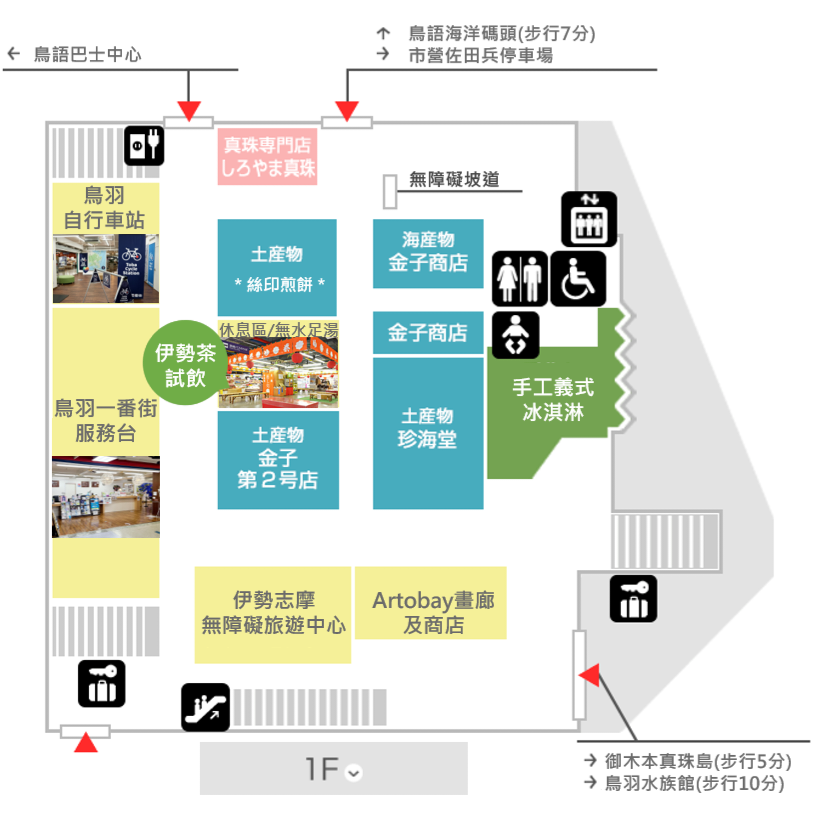 鳥語海洋碼頭(步行7分)
市營佐田兵停車場
鳥語巴士中心
真珠専門店
しろやま真珠
無障礙坡道
鳥羽
自行車站
Toba
Cycle
Station
土産物
* 絲印煎餅 *
海産物
金子商店
休息區/無水足湯
金子商店
伊勢茶
試飲
手工義式
冰淇淋
鳥羽一番街
服務台
土産物
珍海堂
土産物
金子
第２号店
伊勢志摩
無障礙旅遊中心
Artobay畫廊
及商店
1F
御木本真珠島(步行5分)
鳥羽水族館(步行10分)